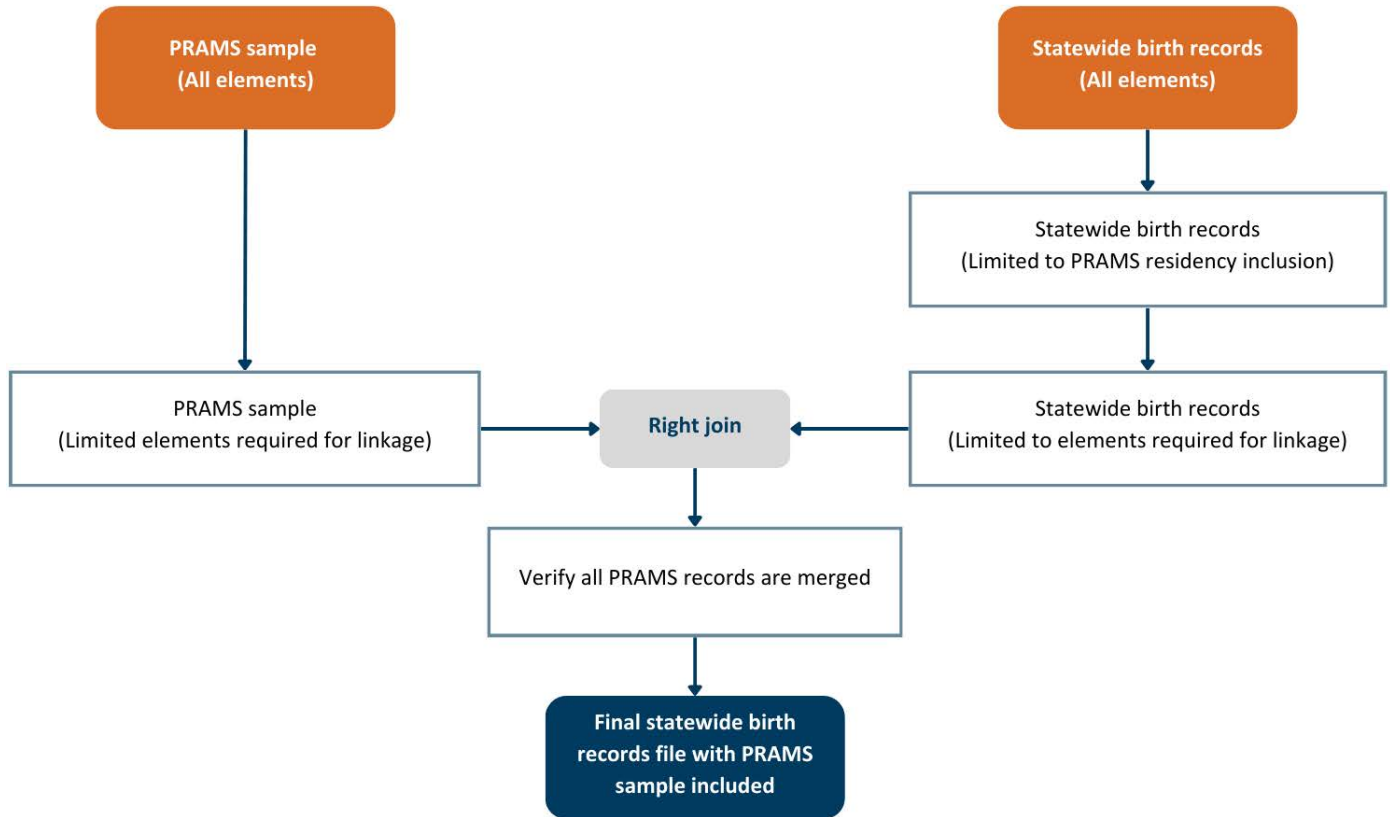 PRAMS sample
(All elements)
Statewide birth records
(All elements)
Statewide birth records
(Limited to PRAMS residency inclusion)
PRAMS sample
(Limited elements required for linkage)
Right join
Statewide birth records
(Limited to elements required for linkage)
Verify all PRAMS records are merged
Final statewide birth
records file with PRAMS
sample included